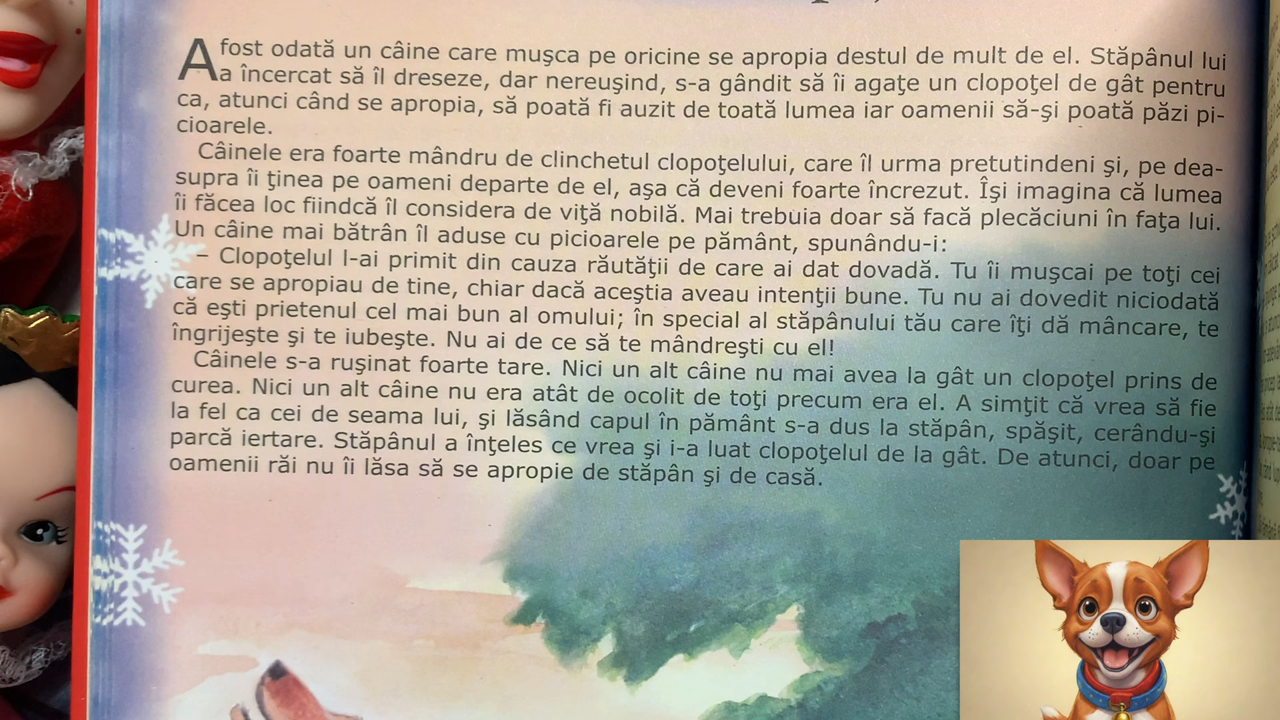 A fost odată un câine care muşca pe oricine se apropia destul de mult de el. Stăpânul lui
a încercat să îl dreseze, dar nereuşind, s-a gândit să îi agaţe un clopoţel de gât pentru
ca, atunci când se apropia, să poată fi auzit de toată lumea iar oamenii să-şi poată păzi pi-
cioarele.
Câinele era foarte mândru de clinchetul clopoţelului, care îl urma pretutindeni şi, pe dea-
supra îi ţinea pe oameni departe de el, aşa că deveni foarte încrezut. Îşi imagina că lumea
îi făcea loc fiindcă îl considera de viţă nobilă. Mai trebuia doar să facă plecăciuni în faţa lui.
Un câine mai bătrân îl aduse cu picioarele pe pământ, spunându-i:
– Clopoţelul l-ai primit din cauza răutăţii de care ai dat dovadă. Tu îi muşcai pe toţi cei
care se apropiau de tine, chiar dacă aceştia aveau intenţii bune. Tu nu ai dovedit niciodată
că eşti prietenul cel mai bun al omului; în special al stăpânului tău care îţi dă mâncare, te
îngrijeşte şi te iubeşte. Nu ai de ce să te mândreşti cu el!
Câinele s-a ruşinat foarte tare. Nici un alt câine nu mai avea la gât un clopoţel prins de
curea. Nici un alt câine nu era atât de ocolit de toţi precum era el. A simţit că vrea să fie
la fel ca cei de seama lui, şi lăsând capul în pământ s-a dus la stăpân, spăşit, cerându-şi
parcă iertare. Stăpânul a înţeles ce vrea şi i-a luat clopoţelul de la gât. De atunci, doar pe
oamenii răi nu îi lăsa să se apropie de stăpân şi de casă.